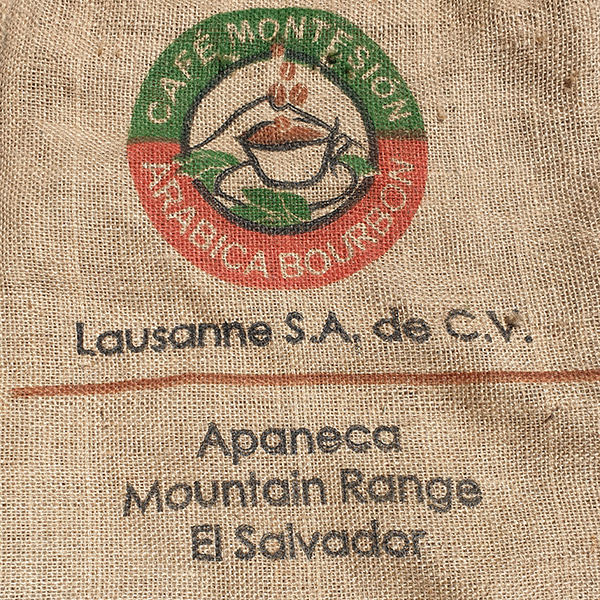 CAFÉ MONTESION
ARABICA BOURBON
Lausanne S.A. de C.V.
Apaneca
Mountain Range
El Salvador